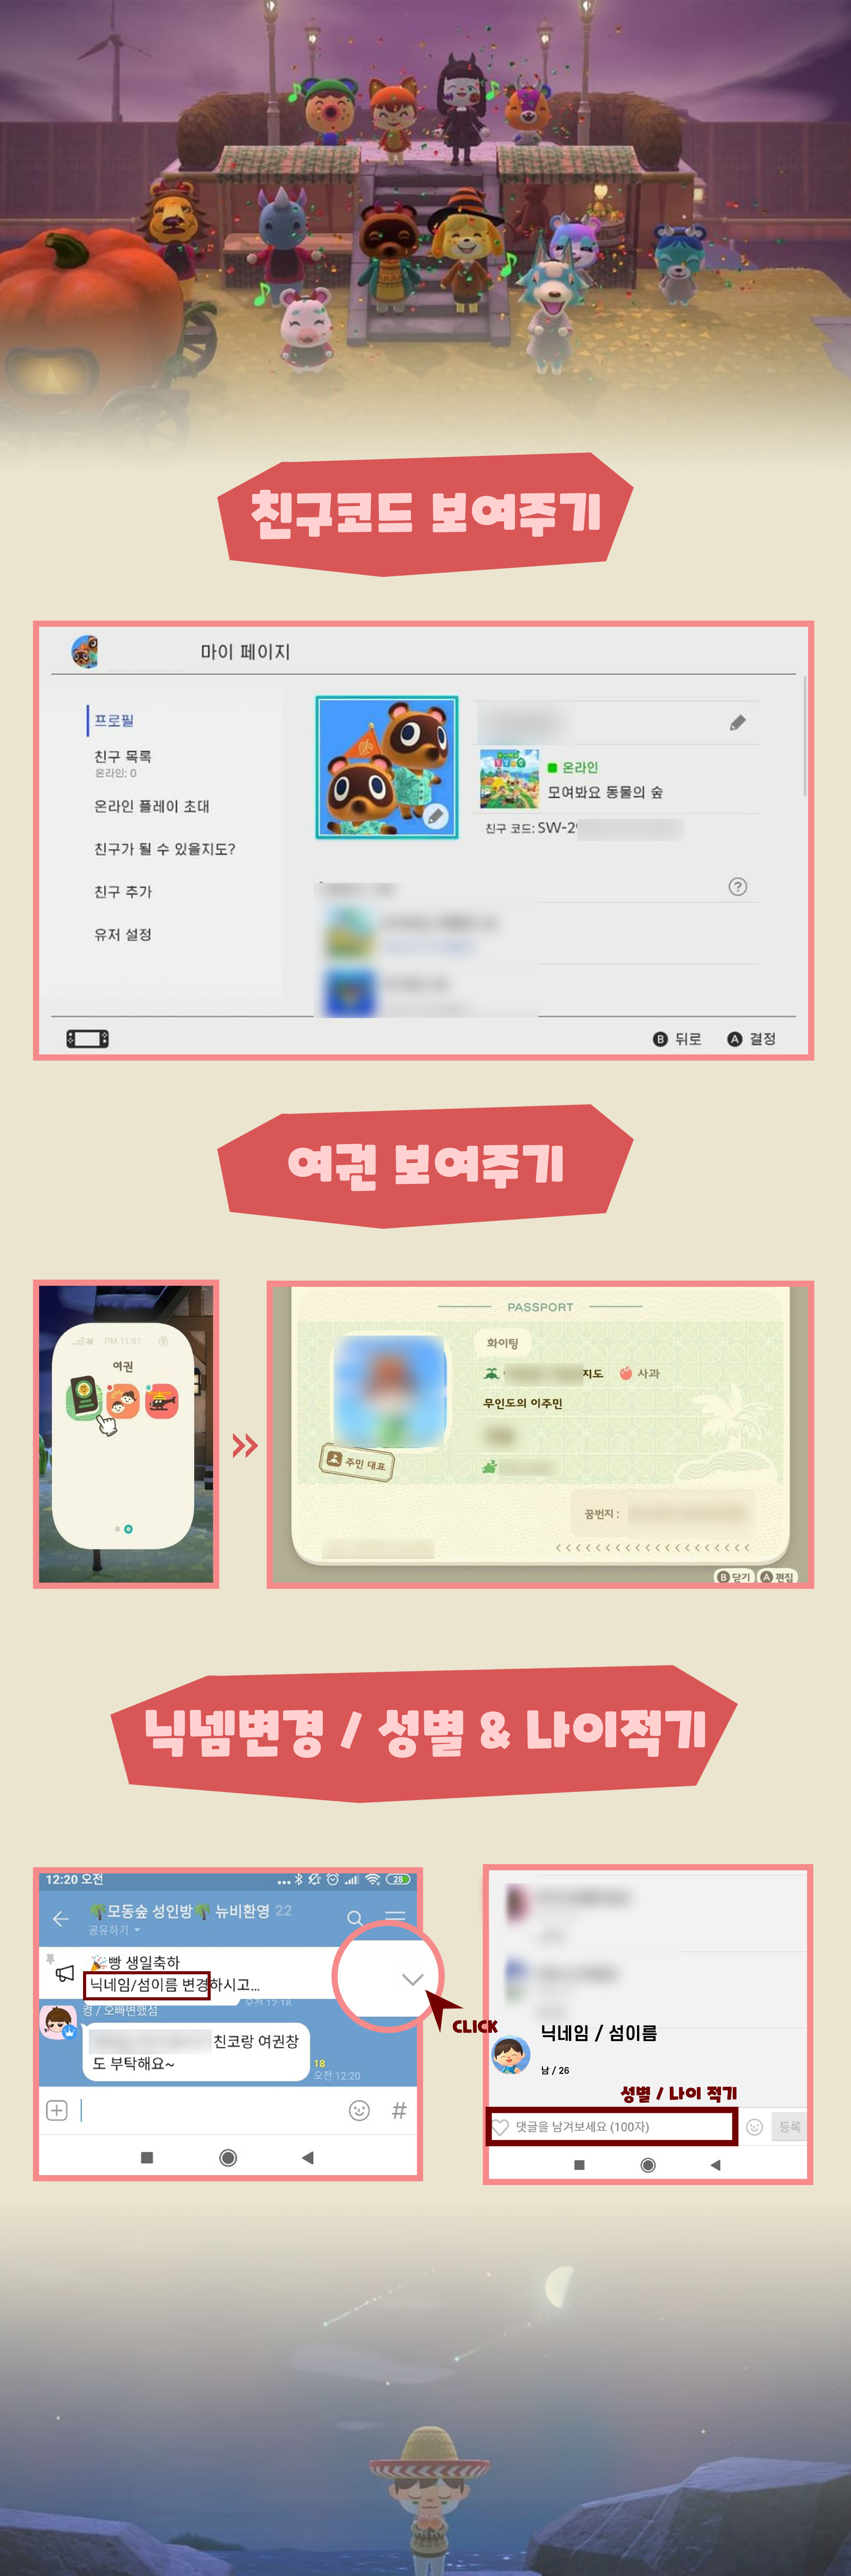 친구코드 보여주기
마이 페이지
프로필
친구 목록
온라인: 0
온라인 플레이 초대
친구가 될 수 있을지도?
친구 추가
유저 설정
온라인
모여봐요 동물의 숲
친구 코드: SW-29
?
B 뒤로 A 결정
여권 보여주기
PM 11:51
여권
PASSPORT
화이팅
지도 사과
무인도의 이주민
주민 대표
꿈번지 :
B 닫기 A 편집
닉넴변경 / 성별 & 나이적기
12:20 오전
28
🌴모동숲 성인방🌴 뉴비환영 22
공유하기
🎉빵 생일축하
닉네임/섬이름 변경하시고...
오전 12:18
/ 오빠변했섬
친코랑 여권창
도 부탁해요~
18
오전 12:20
#
CLICK
닉네임 / 섬이름
남 / 26
성별 / 나이 적기
댓글을 남겨보세요 (100자)
등록